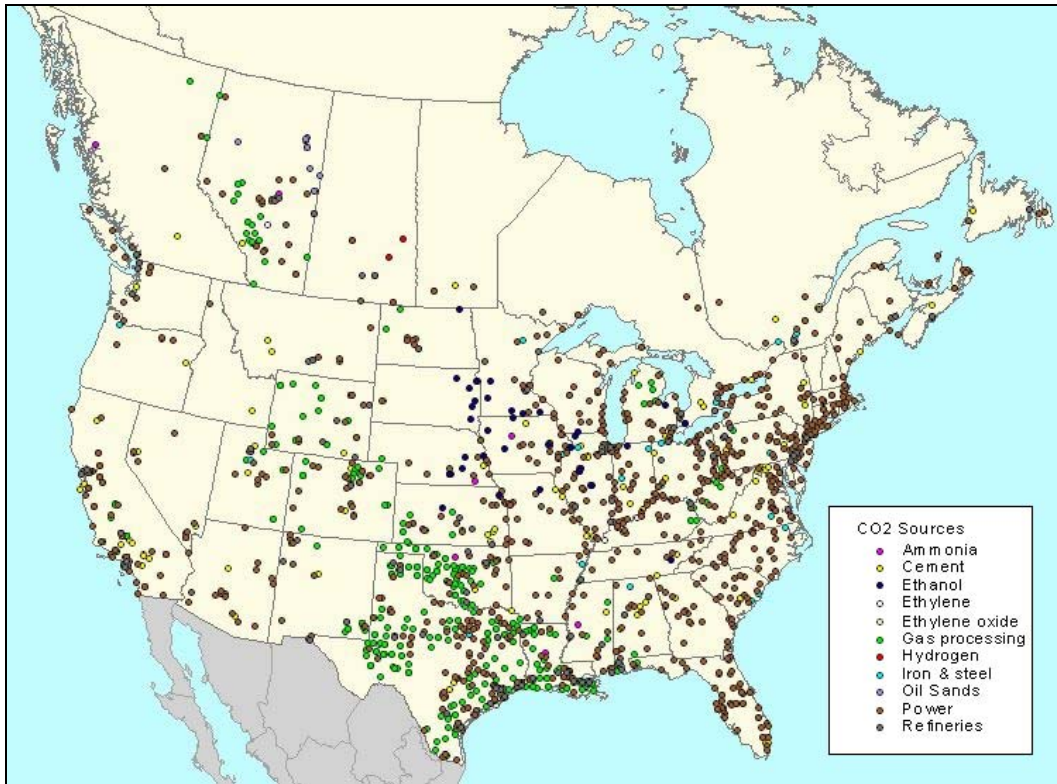 CO2 Sources
Ammonia
Cement
Ethanol
Ethylene
Ethylene oxide
Gas processing
Hydrogen
Iron & steel
Oil Sands
Power
Refineries